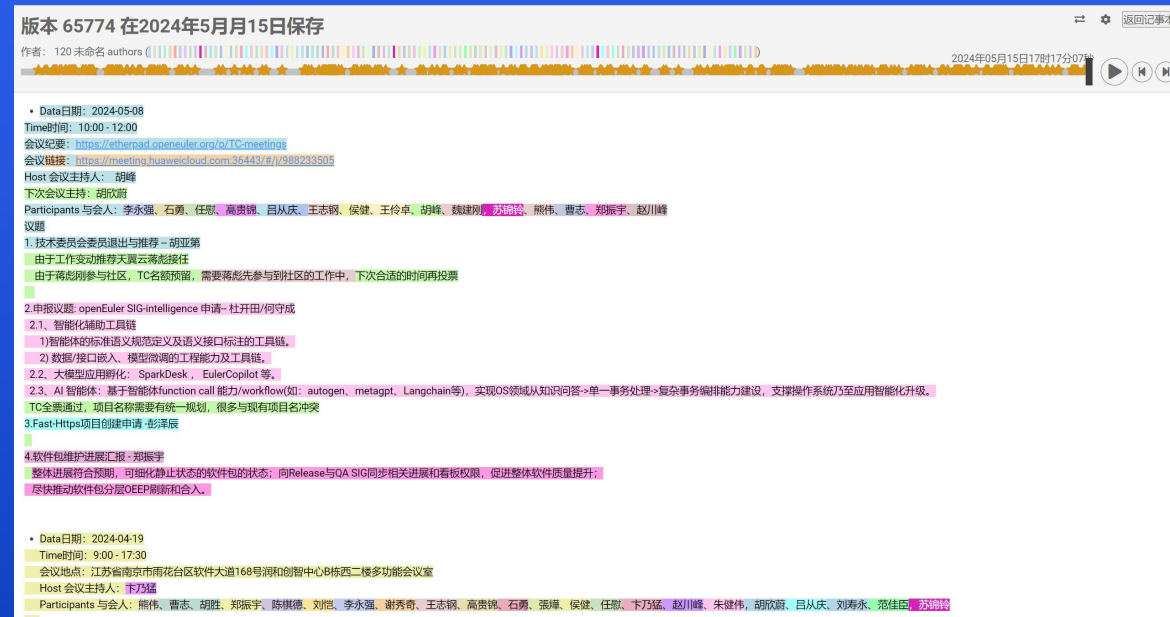 版本 65774 在2024年5月月15日保存
返回记事本
作者： 120 未命名 authors ()
2024年05月15日17时17分07秒
• Data日期：2024-05-08
Time时间：10:00 - 12:00
会议纪要：https://etherpad.openeuler.org/p/TC-meetings
会议链接：https://meeting.huaweicloud.com:36443/#/j/988233505
Host 会议主持人： 胡峰
下次会议主持：胡欣蔚
Participants 与会人：李永强、石勇、任慰、高贵锦、吕从庆、王志钢、侯健、王伶卓、胡峰、魏建刚，苏锦铃、熊伟、曹志、郑振宇、赵川峰
议题
1. 技术委员会委员退出与推荐 – 胡亚第
由于工作变动推荐天翼云蒋彪接任
由于蒋彪刚参与社区，TC名额预留，需要蒋彪先参与到社区的工作中，下次合适的时间再投票
2.申报议题: openEuler SIG-intelligence 申请– 杜开田/何守成
2.1、智能化辅助工具链
1)智能体的标准语义规范定义及语义接口标注的工具链。
2) 数据/接口嵌入、模型微调的工程能力及工具链。
2.2、大模型应用孵化： SparkDesk ， EulerCopilot 等。
2.3、AI 智能体：基于智能体function call 能力/workflow(如：autogen、metagpt、Langchain等)，实现OS领域从知识问答->单一事务处理->复杂事务编排能力建设，支撑操作系统乃至应用智能化升级。
TC全票通过，项目名称需要有统一规划，很多与现有项目名冲突
3.Fast-Https项目创建申请 -彭泽辰
4.软件包维护进展汇报 - 郑振宇
整体进展符合预期，可细化静止状态的软件包的状态；向Release与QA SIG同步相关进展和看板权限，促进整体软件质量提升；
尽快推动软件包分层OEEP刷新和合入。
• Data日期：2024-04-19
Time时间：9:00 - 17:30
会议地点：江苏省南京市雨花台区软件大道168号润和创智中心B栋西二楼多功能会议室
Host 会议主持人：卞乃猛
Participants 与会人：熊伟、曹志、胡胜、郑振宇、陈棋德、刘恺、李永强、谢秀奇、王志钢、高贵锦、石勇、张㛃、侯健、任慰、卞乃猛、赵川峰、朱健伟，胡欣蔚、吕从庆、刘寿永、范佳臣，苏锦铃